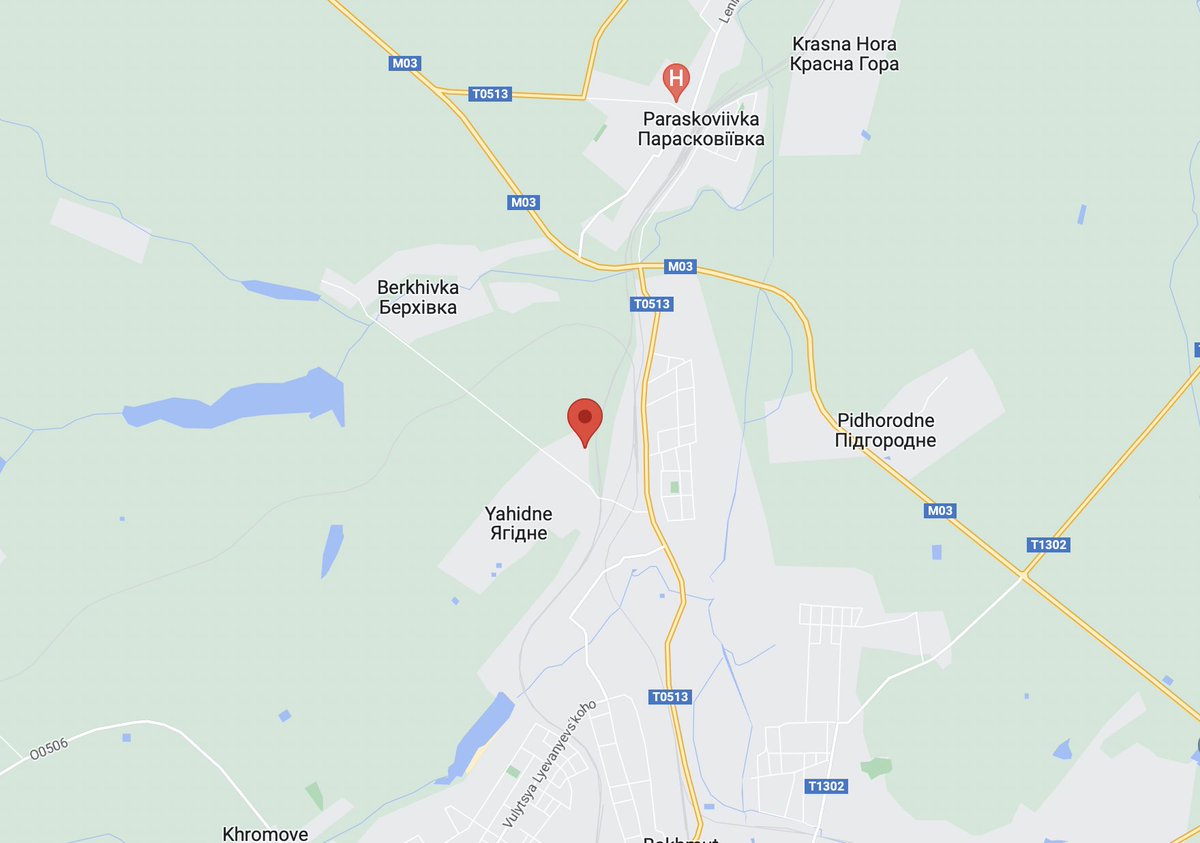 Leni
Krasna Hora
Красна Гора
M03
H
T0513
Paraskoviivka
Парасковіївка
M03
M03
Berkhivka
Берхівка
T0513
Pidhorodne
Підгородне
Yahidne
Ягідне
M03
T1302
T0513
Vulytsya Lyevanyevs'koho
O0506
T1302
Khromove
Bakhmut